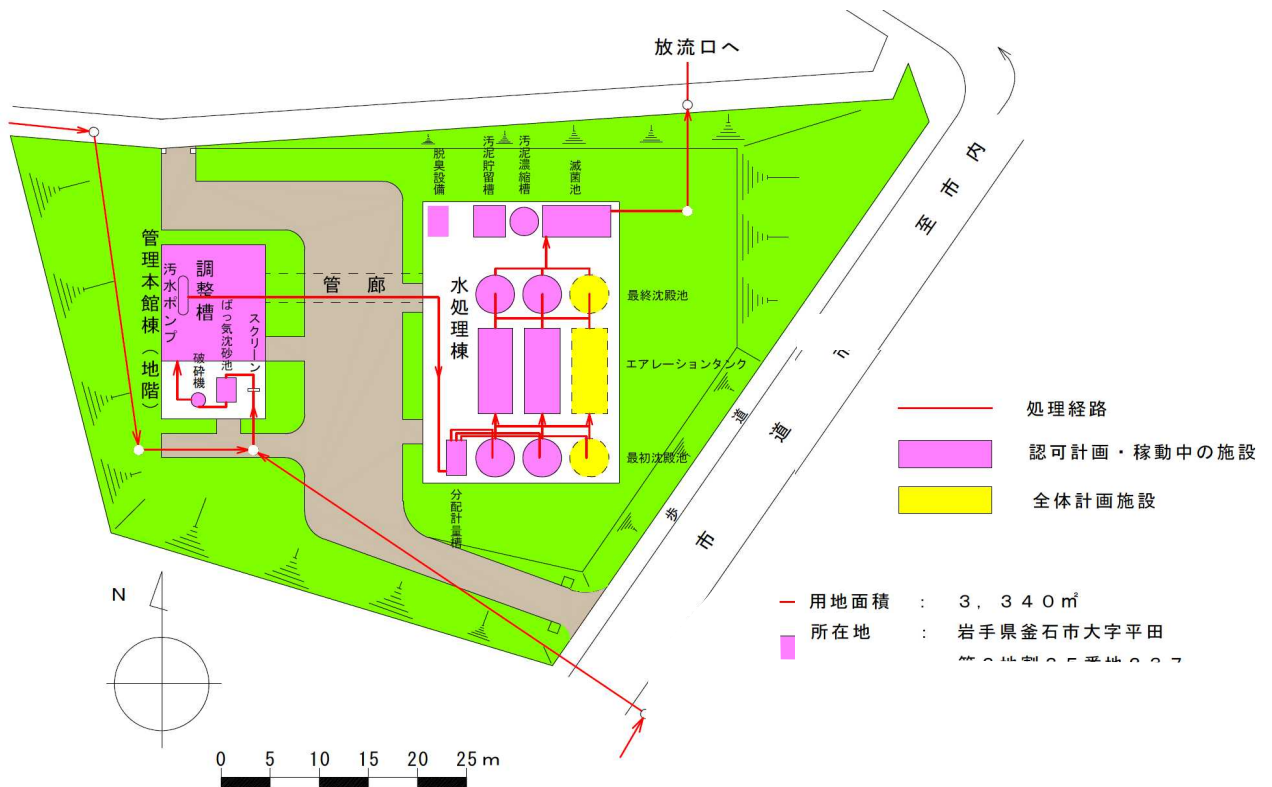 放流口へ
脱臭設備
汚泥貯留槽
汚泥濃縮槽
滅菌池
至市内
管理本館棟(地階)
汚水ポンプ
調整槽
ばっ気沈砂池
スクリーン
破砕機
管廊
水処理棟
最終沈殿池
エアレーションタンク
最初沈殿池
分配計量槽
歩道
市道
処理経路
認可計画・稼動中の施設
全体計画施設
用地面積 : 3,340㎡
所在地 : 岩手県釜石市大字平田
N
0 5 10 15 20 25m